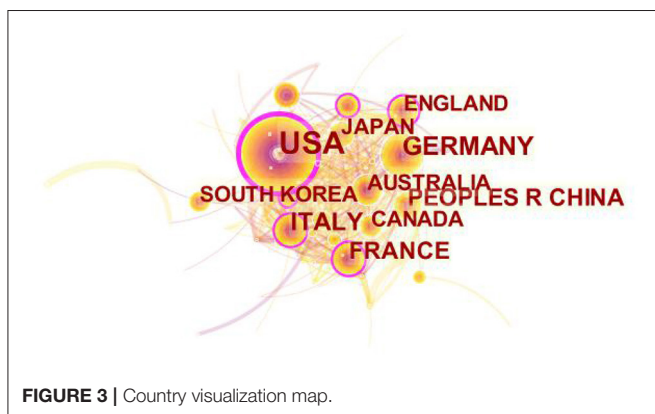 ENGLAND
JAPAN
USA
GERMANY
AUSTRALIA
SOUTH KOREA
PEOPLES R CHINA
ITALY
CANADA
FRANCE
FIGURE 3 | Country visualization map.